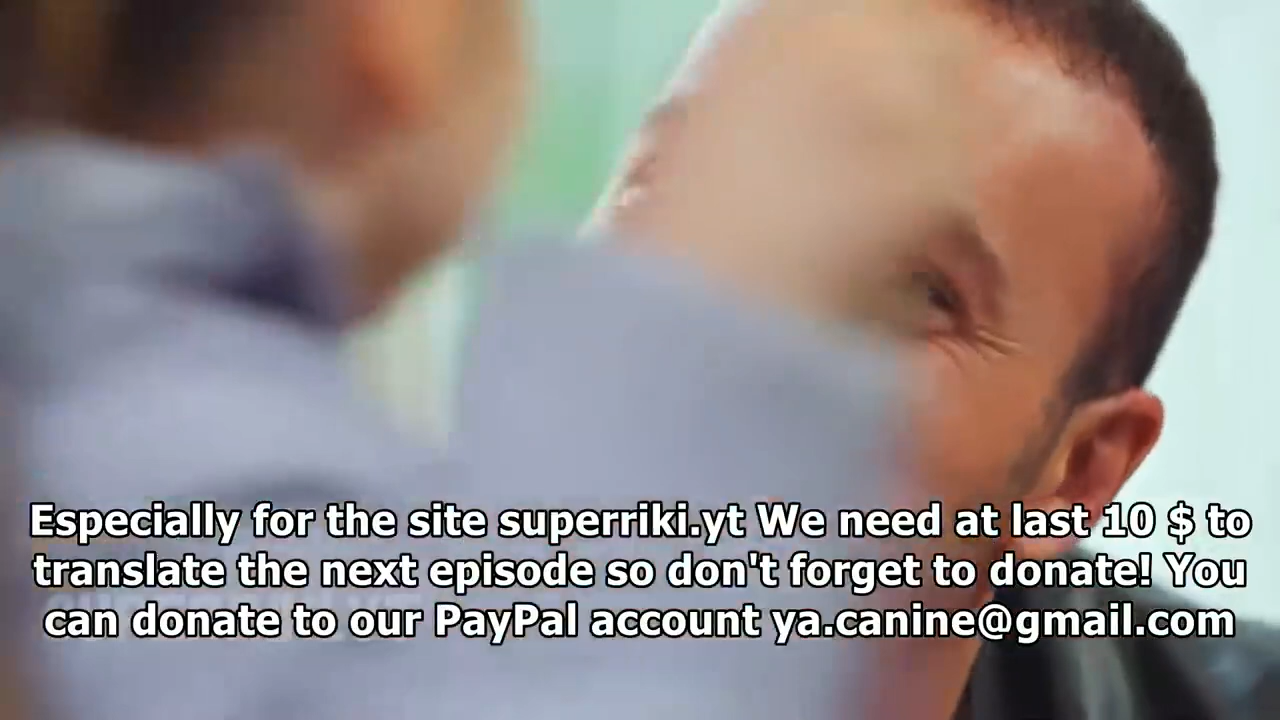 Especially for the site superriki.yt We need at last 10 $ to
translate the next episode so don't forget to donate! You
can donate to our PayPal account ya.canine@gmail.com